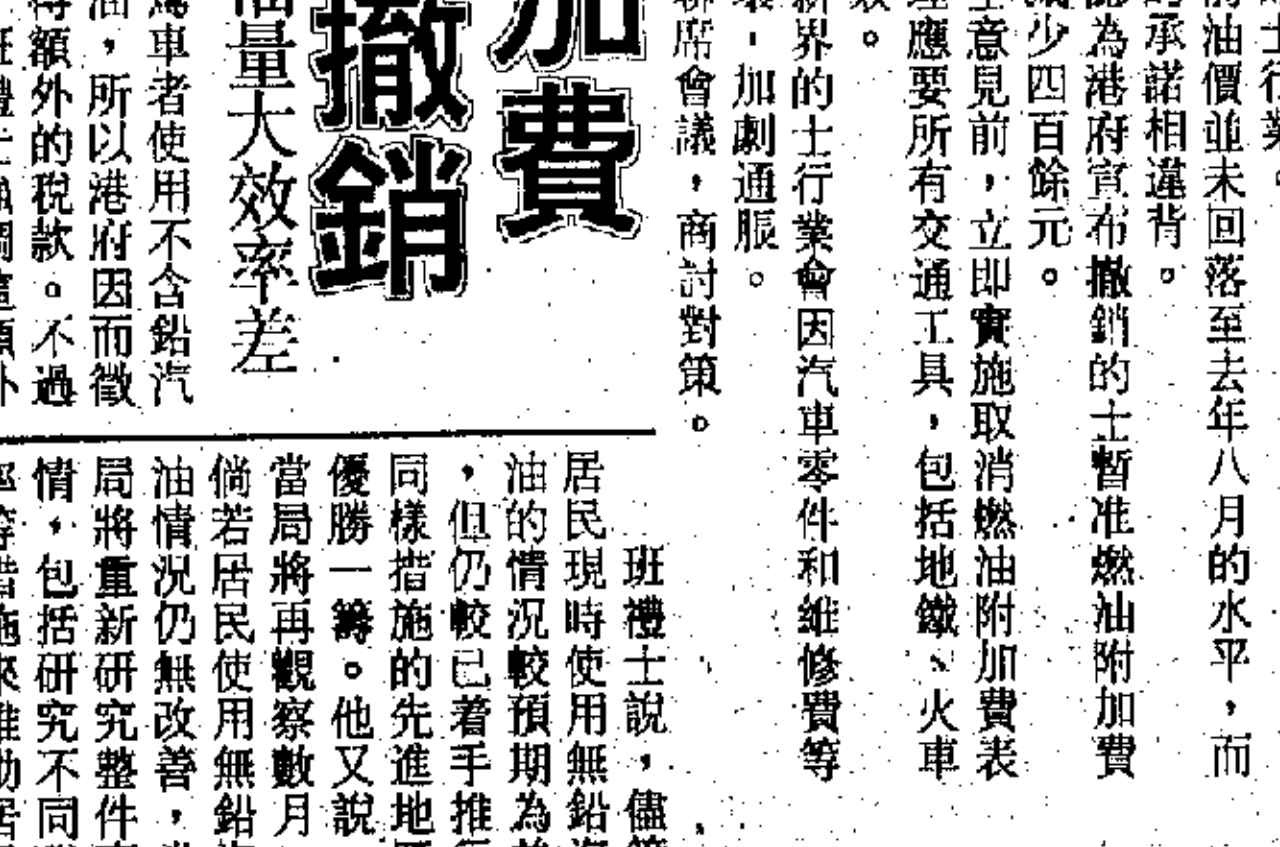 士行業。
油價並未回落至去年八月的水平，而
承諾相違背。
為港府宣布撤銷的士暫准燃油附加費
少四百餘元。
意見前，立即實施取消燃油附加費表
應要所有交通工具，包括地鐵、火車
。
界的士行業會因汽車零件和維修費等
，加劇通脹。
席會議，商討對策。
加費
撤銷
油量大效率差
車者使用不含鉛汽
油，所以港府因而徵
額外的稅款。不過
班禮士說，儘
居民現時使用無鉛
油的情況較預期為
，但仍較已着手推
同樣措施的先進地
優勝一籌。他又說
當局將再觀察數月
倘若居民使用無鉛
油情況仍無改善，
局將重新研究整件
情，包括研究不同